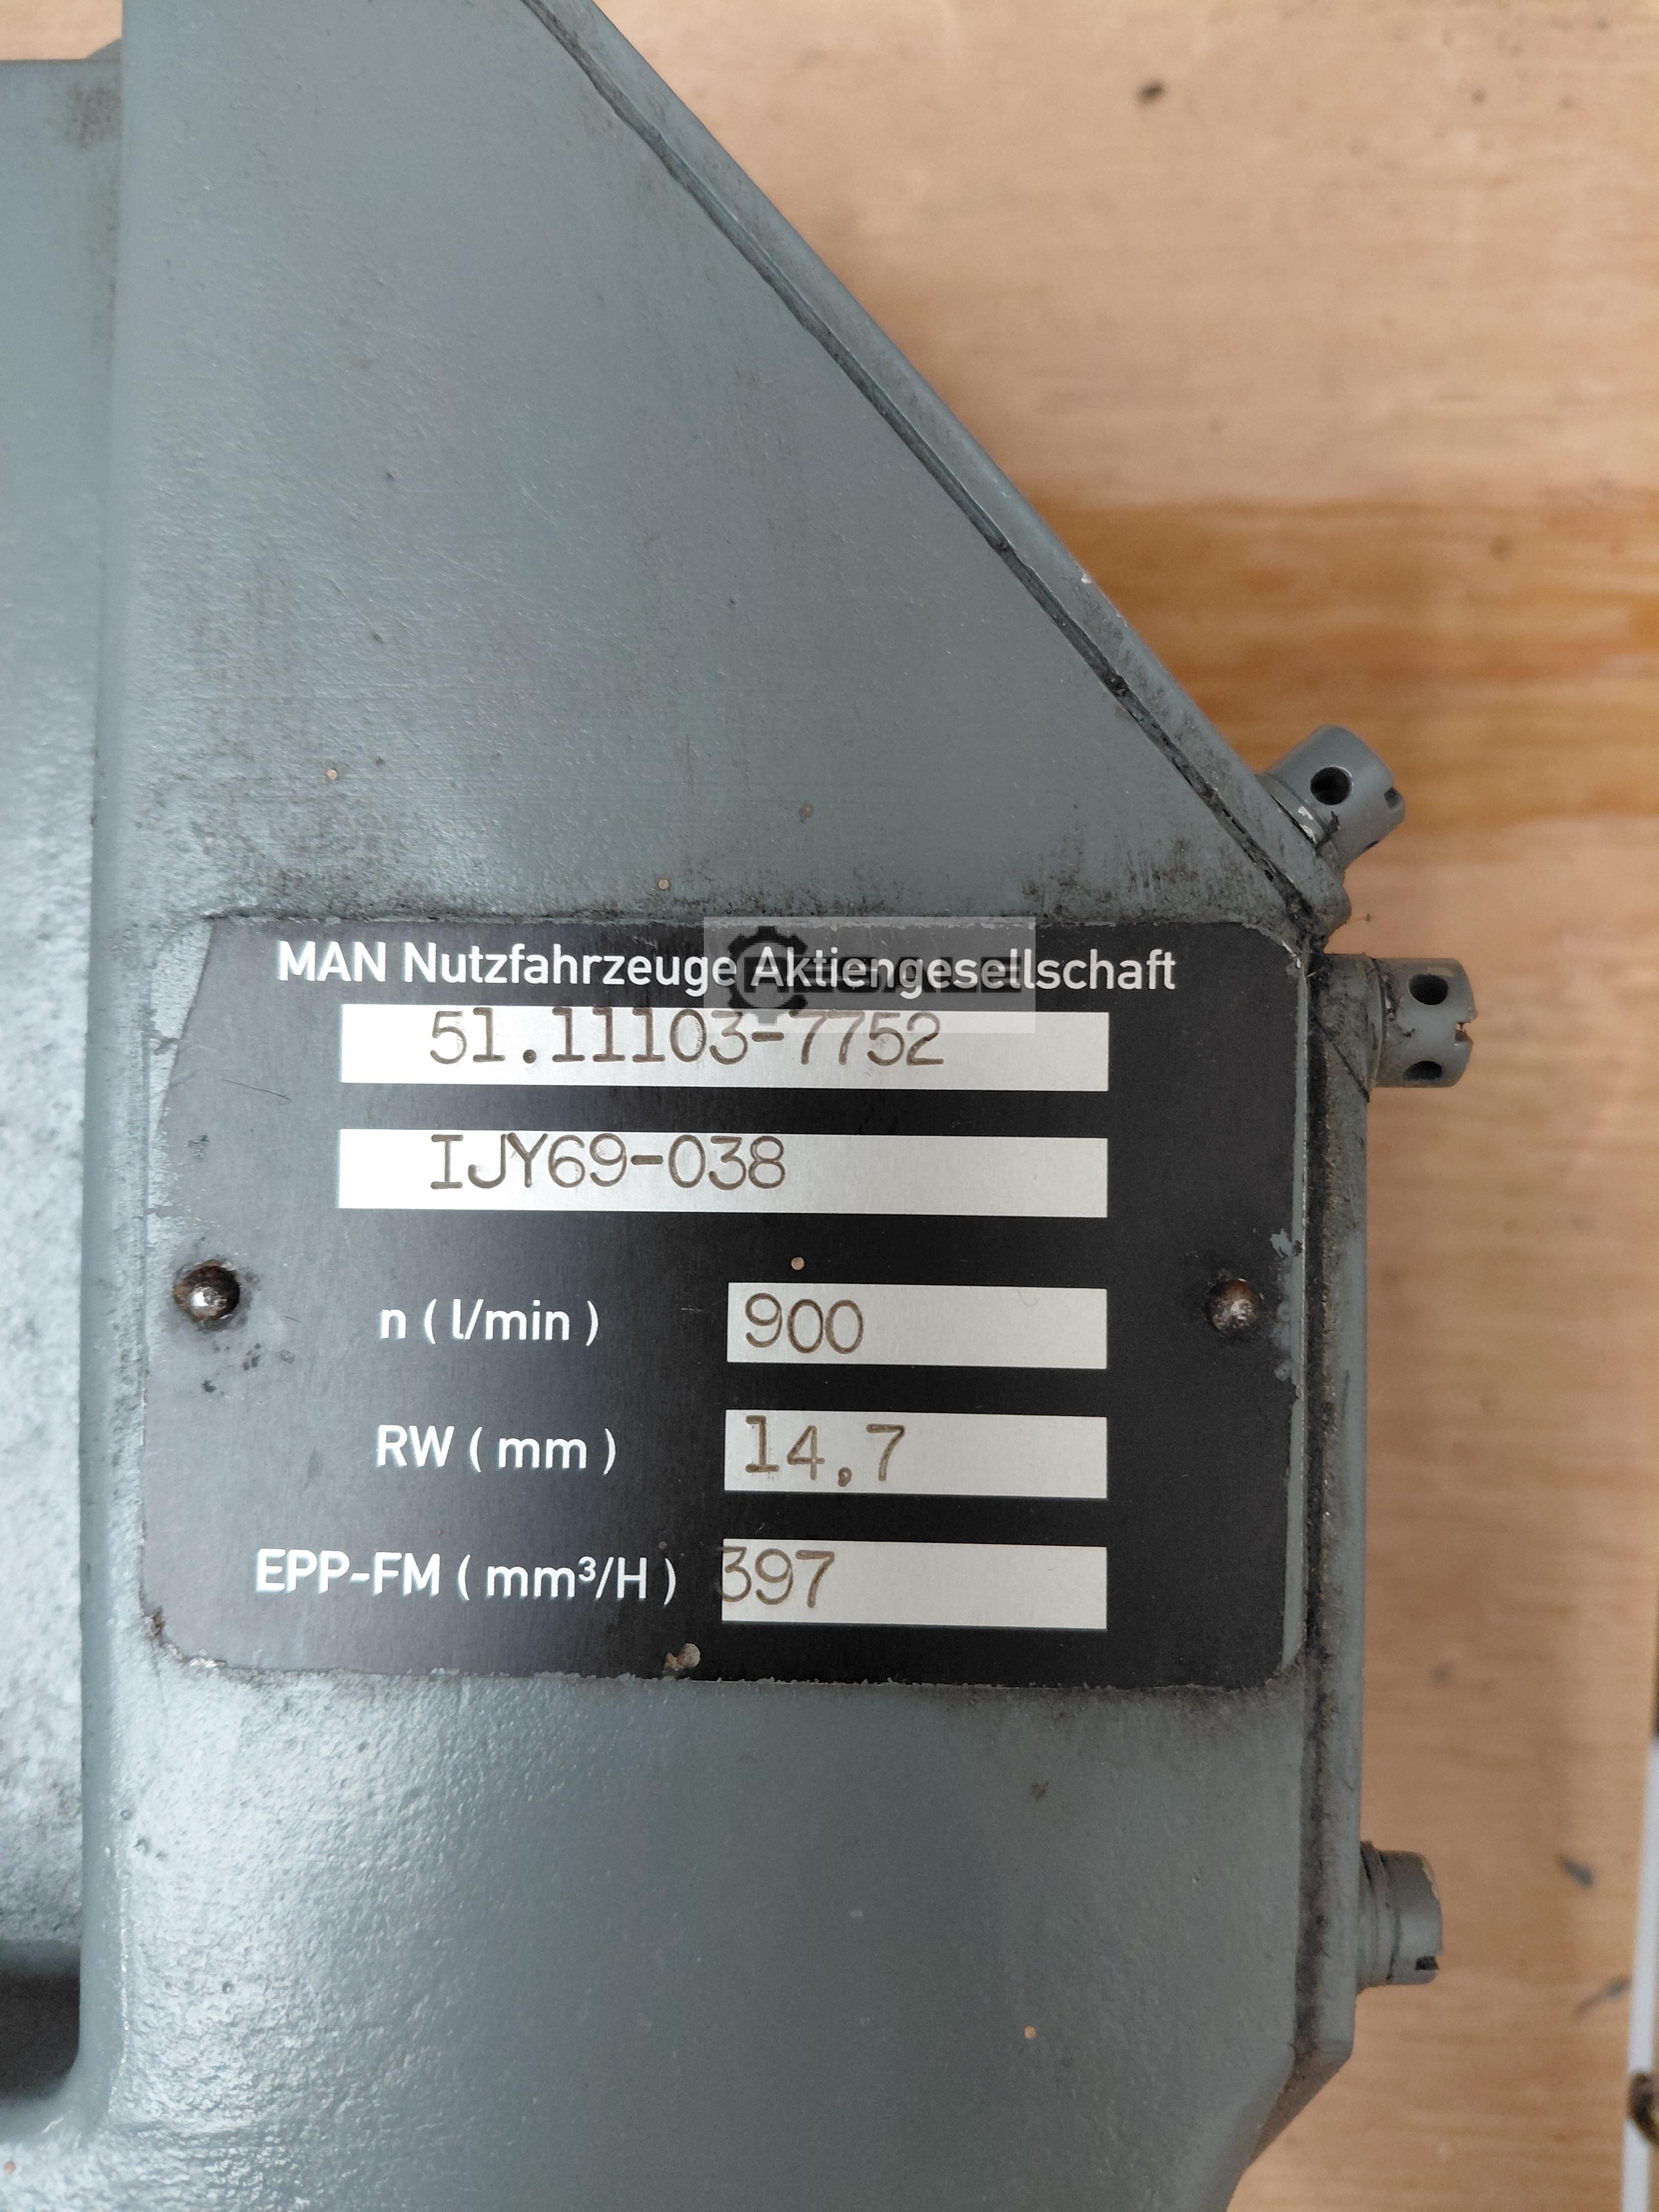 MAN Nutzfahrzeuge Aktiengesellschaft
51.11103-7752
IJY69-038
n ( l/min ) 900
RW ( mm ) 14,7
EPP-FM ( mm³/H ) 397